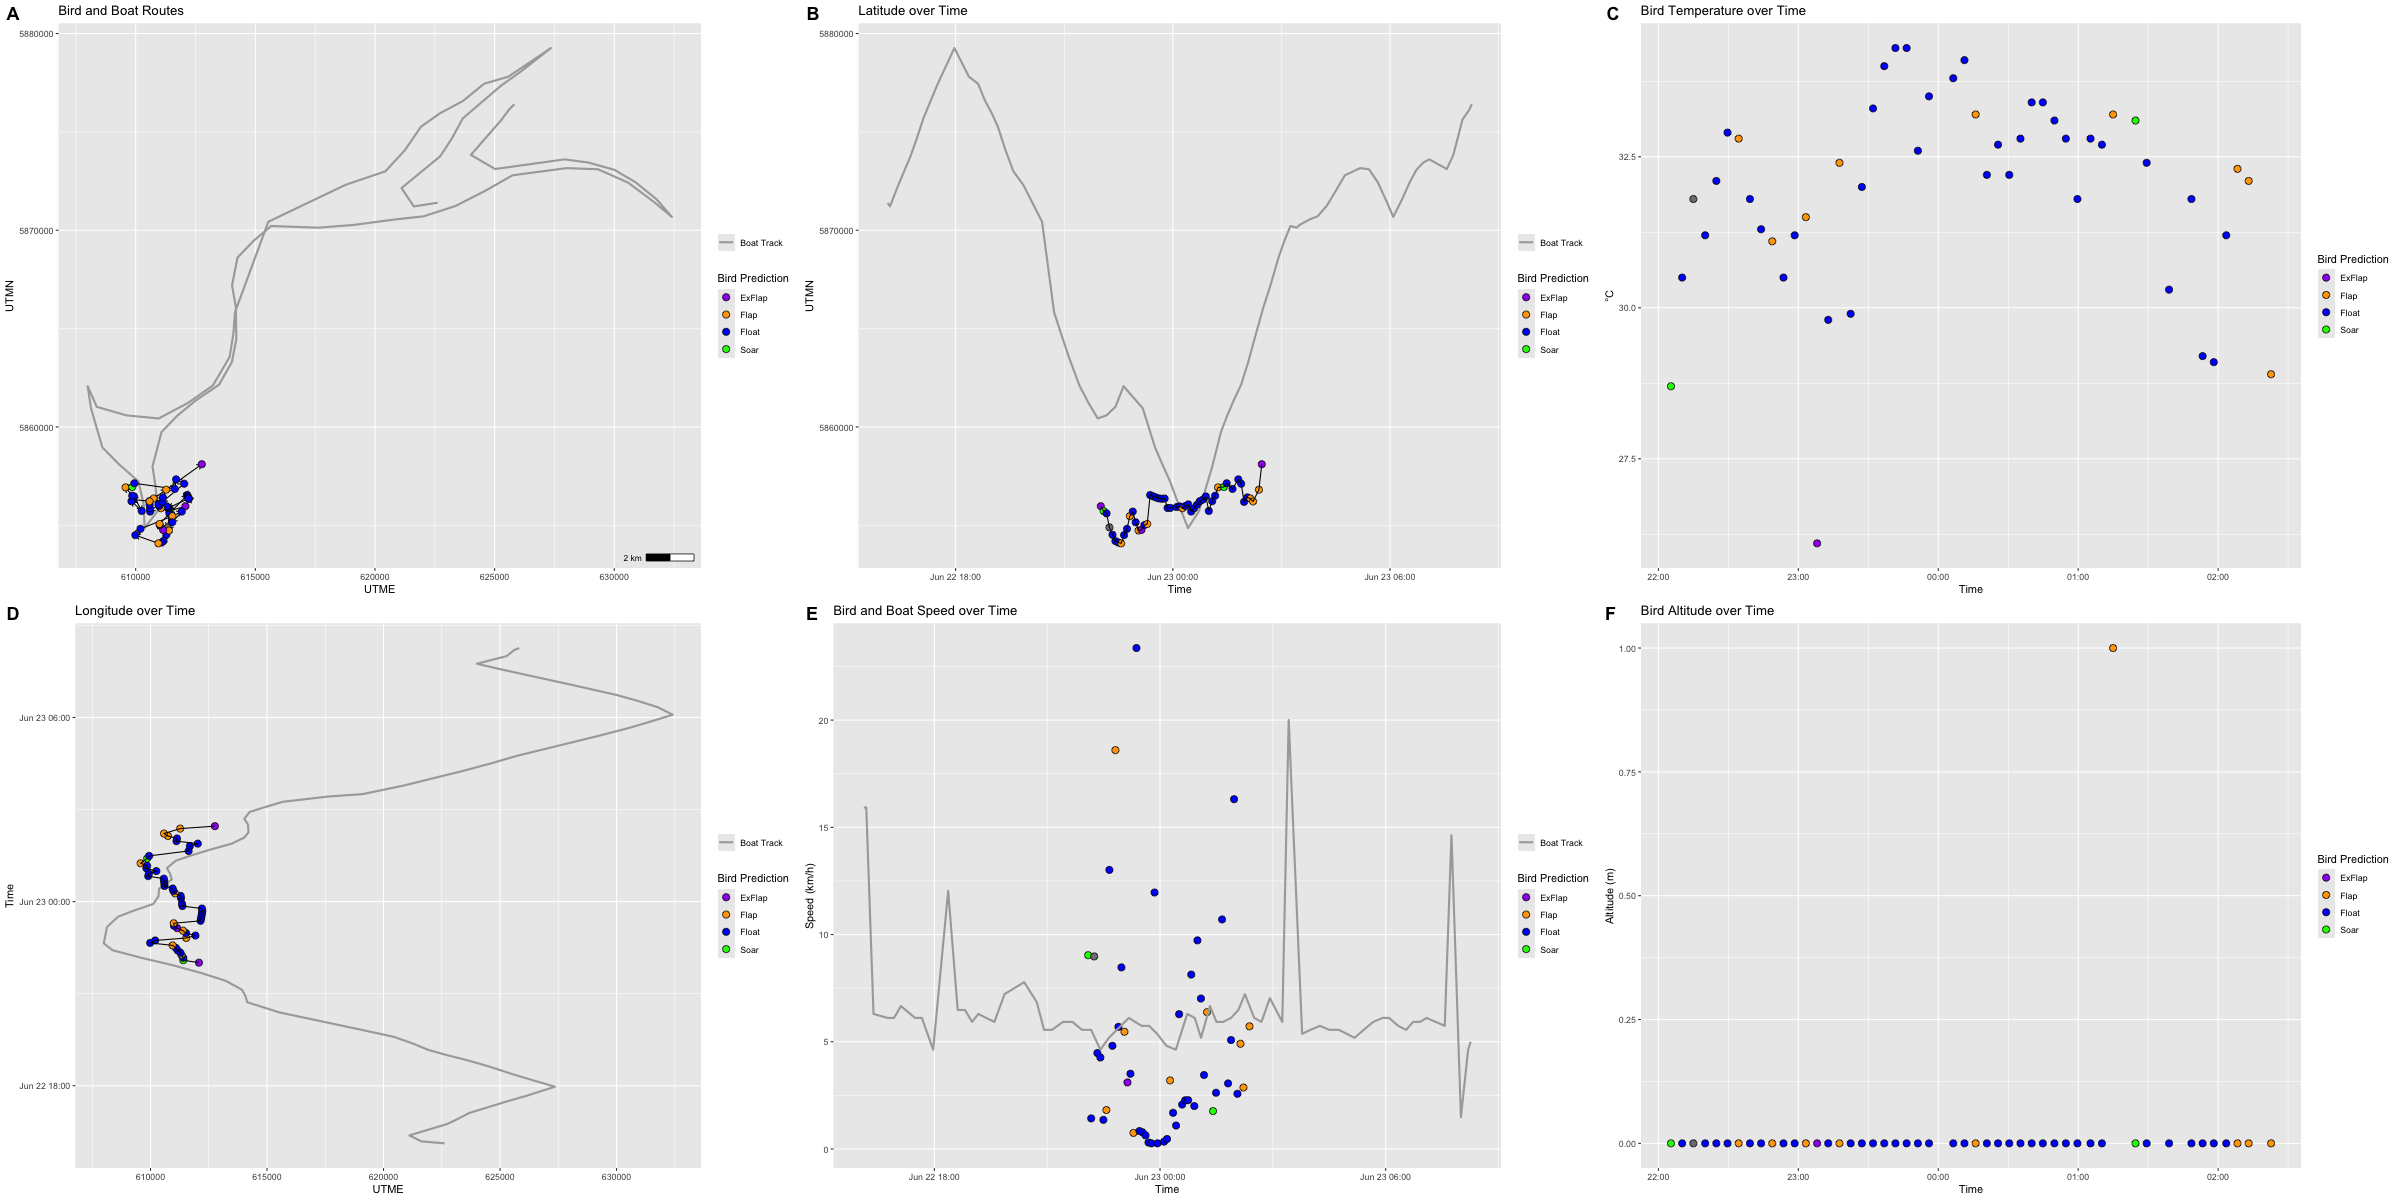 A
Bird and Boat Routes
5880000
5870000
5860000
UTMN
610000
615000
620000
625000
630000
UTME
2 km
Boat Track
Bird Prediction
ExFlap
Flap
Float
Soar
B
Latitude over Time
5880000
5870000
5860000
UTMN
Jun 22 18:00
Jun 23 00:00
Jun 23 06:00
Time
Boat Track
Bird Prediction
ExFlap
Flap
Float
Soar
C
Bird Temperature over Time
32.5
30.0
27.5
°C
22:00
23:00
00:00
01:00
02:00
Time
Bird Prediction
ExFlap
Flap
Float
Soar
D
Longitude over Time
Jun 23 06:00
Jun 23 00:00
Jun 22 18:00
Time
610000
615000
620000
625000
630000
UTME
Boat Track
Bird Prediction
ExFlap
Flap
Float
Soar
E
Bird and Boat Speed over Time
20
15
10
5
0
Speed (km/h)
Jun 22 18:00
Jun 23 00:00
Jun 23 06:00
Time
Boat Track
Bird Prediction
ExFlap
Flap
Float
Soar
F
Bird Altitude over Time
1.00
0.75
0.50
0.25
0.00
Altitude (m)
22:00
23:00
00:00
01:00
02:00
Time
Bird Prediction
ExFlap
Flap
Float
Soar